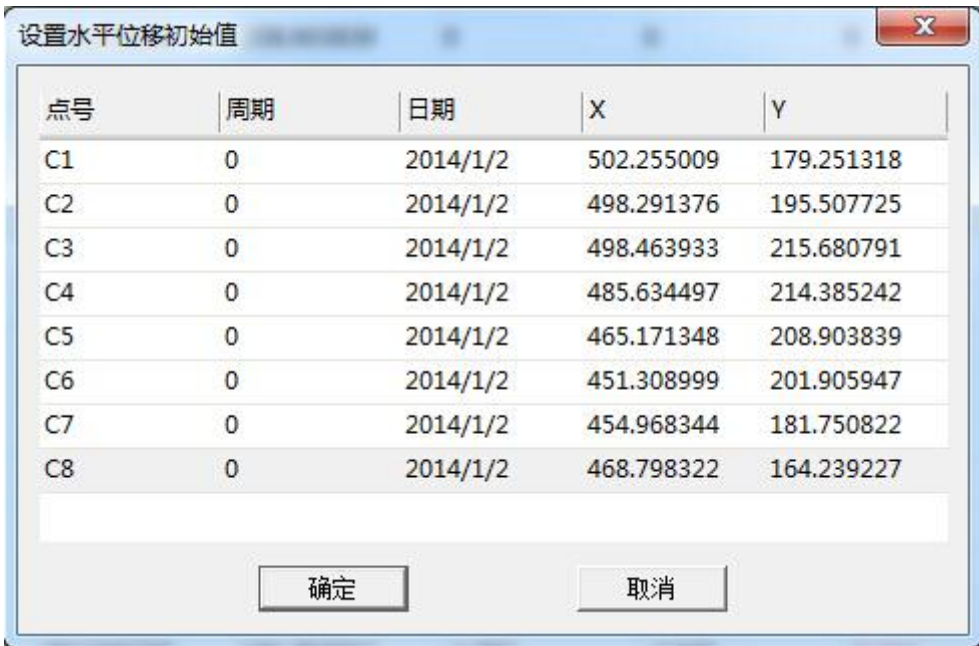 设置水平位移初始值
点号 周期 日期 X Y
C1 0 2014/1/2 502.255009 179.251318
C2 0 2014/1/2 498.291376 195.507725
C3 0 2014/1/2 498.463933 215.680791
C4 0 2014/1/2 485.634497 214.385242
C5 0 2014/1/2 465.171348 208.903839
C6 0 2014/1/2 451.308999 201.905947
C7 0 2014/1/2 454.968344 181.750822
C8 0 2014/1/2 468.798322 164.239227
确定 取消